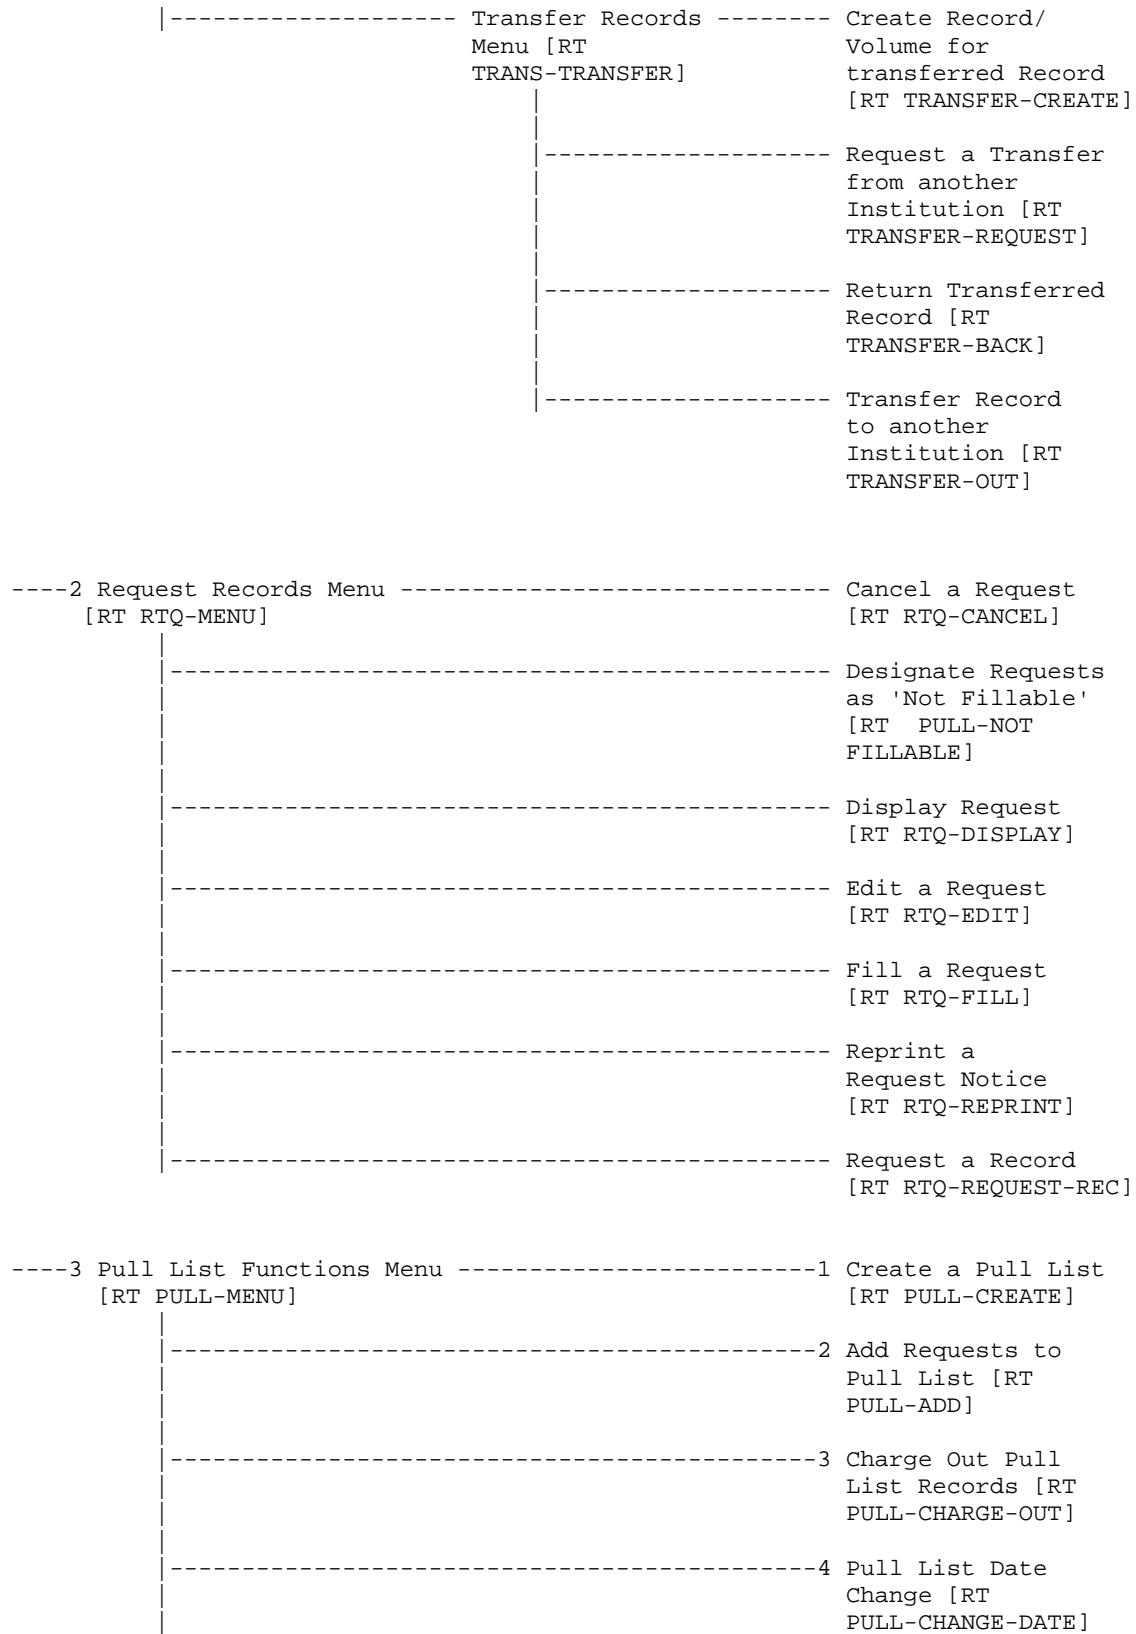 |-------------------- Transfer Records -------- Create Record/
Menu [RT Volume for
TRANS-TRANSFER] transferred Record
| [RT TRANSFER-CREATE]
|
|-------------------- Request a Transfer
| from another
| Institution [RT
| TRANSFER-REQUEST]
|
|-------------------- Return Transferred
| Record [RT
| TRANSFER-BACK]
|
|-------------------- Transfer Record
to another
Institution [RT
TRANSFER-OUT]
----2 Request Records Menu ------------------------------ Cancel a Request
[RT RTQ-MENU] [RT RTQ-CANCEL]
|
|---------------------------------------------- Designate Requests
| as 'Not Fillable'
| [RT  PULL-NOT
| FILLABLE]
|
|---------------------------------------------- Display Request
| [RT RTQ-DISPLAY]
|
|---------------------------------------------- Edit a Request
| [RT RTQ-EDIT]
|
|---------------------------------------------- Fill a Request
| [RT RTQ-FILL]
|
|---------------------------------------------- Reprint a
| Request Notice
| [RT RTQ-REPRINT]
|
|---------------------------------------------- Request a Record
[RT RTQ-REQUEST-REC]
----3 Pull List Functions Menu -------------------------1 Create a Pull List
[RT PULL-MENU] [RT PULL-CREATE]
|
|---------------------------------------------2 Add Requests to
| Pull List [RT
| PULL-ADD]
|
|---------------------------------------------3 Charge Out Pull
| List Records [RT
| PULL-CHARGE-OUT]
|
|---------------------------------------------4 Pull List Date
| Change [RT
| PULL-CHANGE-DATE]